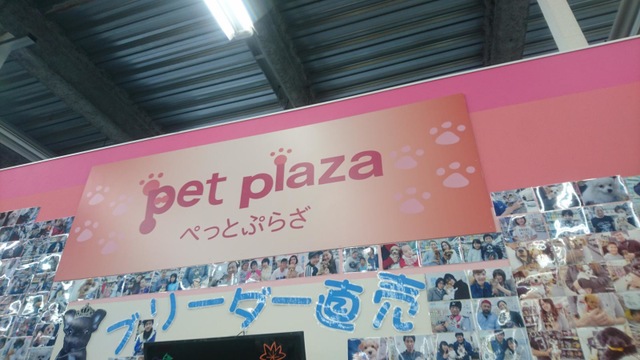 pet plaza
ぺっとぷらざ
ブリーダー直売